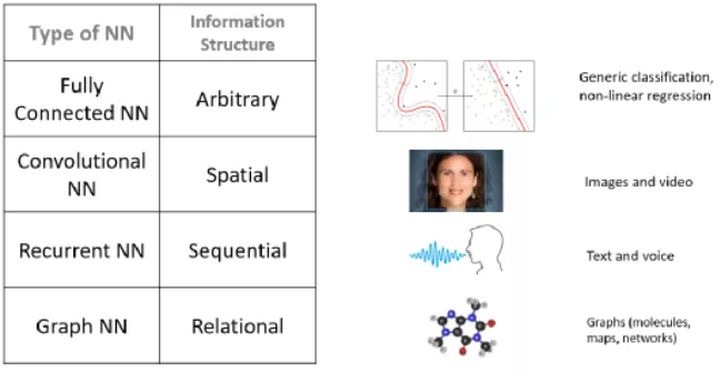 Type of NN
Information
Structure
Fully
Connected NN
Arbitrary
Generic classification,
non-linear regression
Convolutional
NN
Spatial
Images and video
Recurrent NN
Sequential
Text and voice
Graph NN
Relational
Graphs (molecules,
maps, networks)